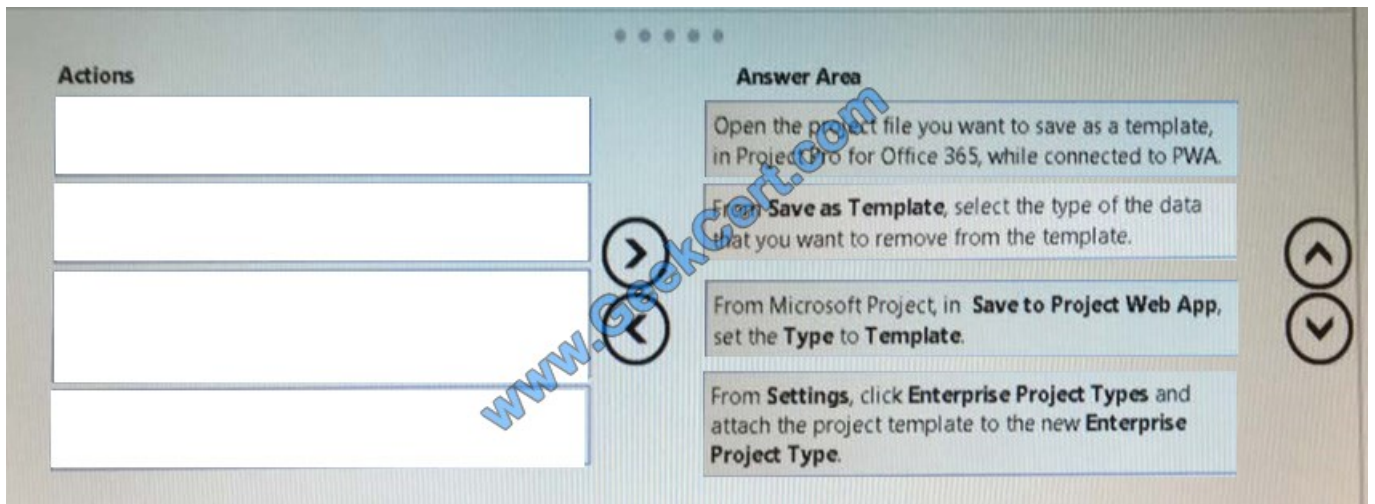 Actions
Answer Area
Open the project file you want to save as a template,
in Project Pro for Office 365, while connected to PWA.
From Save as Template, select the type of the data
that you want to remove from the template.
From Microsoft Project, in Save to Project Web App,
set the Type to Template.
From Settings, click Enterprise Project Types and
attach the project template to the new Enterprise
Project Type.
www.GeekCert.com